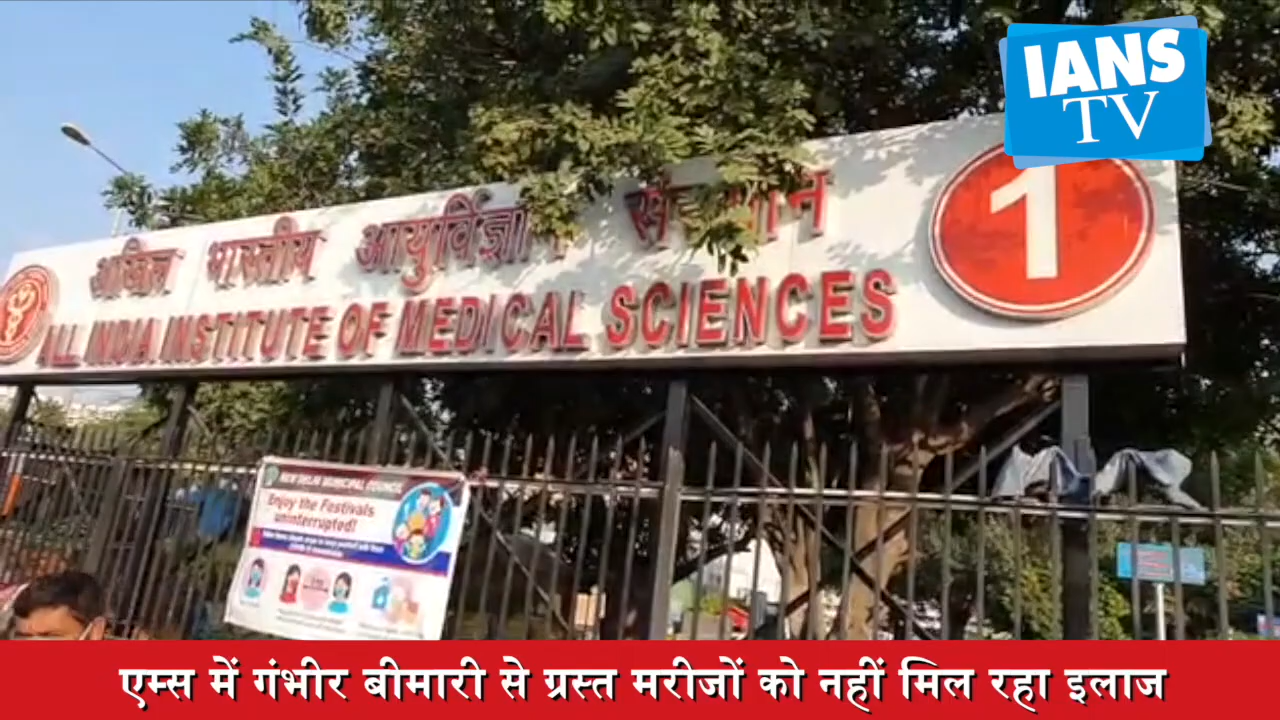 IANS
TV
अखिल भारतीय आयुर्विज्ञान संस्थान
1
ALL INDIA INSTITUTE OF MEDICAL SCIENCES
NEW DELHI MUNICIPAL COUNCIL
Enjoy the Festivals
uninterrupted!
एम्स में गंभीर बीमारी से ग्रस्त मरीजों को नहीं मिल रहा इलाज